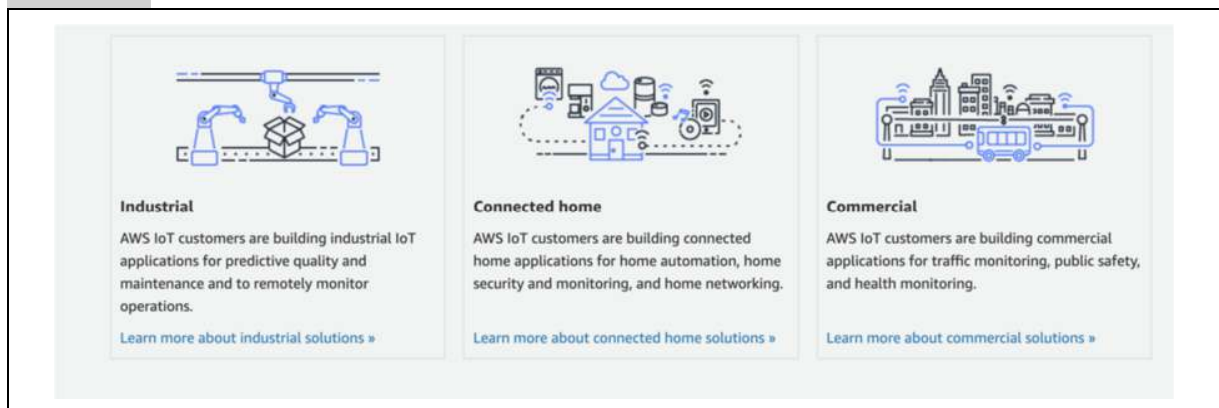 Industrial
AWS IoT customers are building industrial IoT
applications for predictive quality and
maintenance and to remotely monitor
operations.
Learn more about industrial solutions »
Connected home
AWS IoT customers are building connected
home applications for home automation, home
security and monitoring, and home networking.
Learn more about connected home solutions »
Commercial
AWS IoT customers are building commercial
applications for traffic monitoring, public safety,
and health monitoring.
Learn more about commercial solutions »